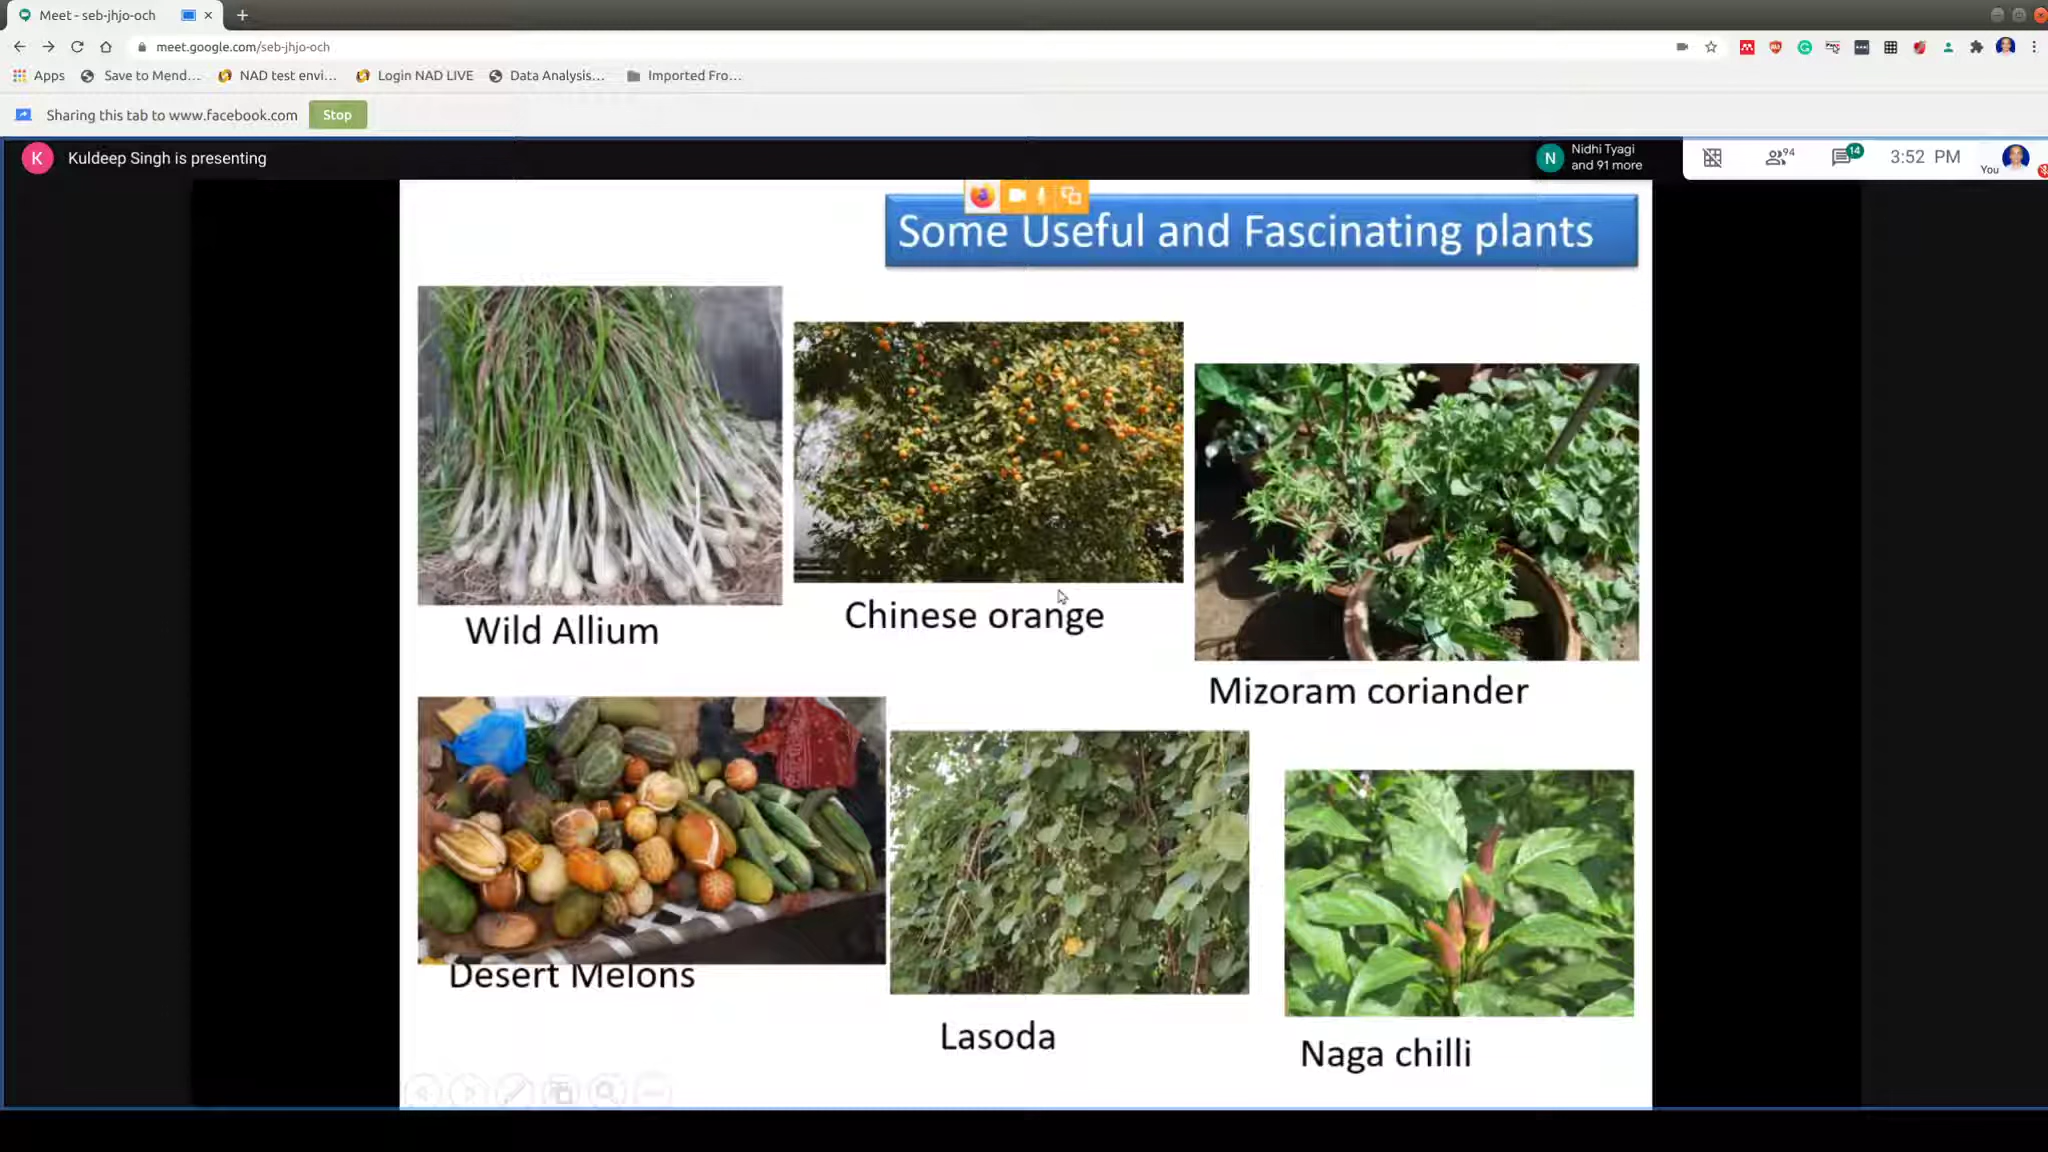 Meet - seb-jhjo-och
meet.google.com/seb-jhjo-och
Apps
Save to Mend...
NAD test envi...
Login NAD LIVE
Data Analysis...
Imported Fro...
Sharing this tab to www.facebook.com
Stop
K
Kuldeep Singh is presenting
N
Nidhi Tyagi
and 91 more
94
14
3:52 PM
You
Some Useful and Fascinating plants
Wild Allium
Chinese orange
Mizoram coriander
Desert Melons
Lasoda
Naga chilli